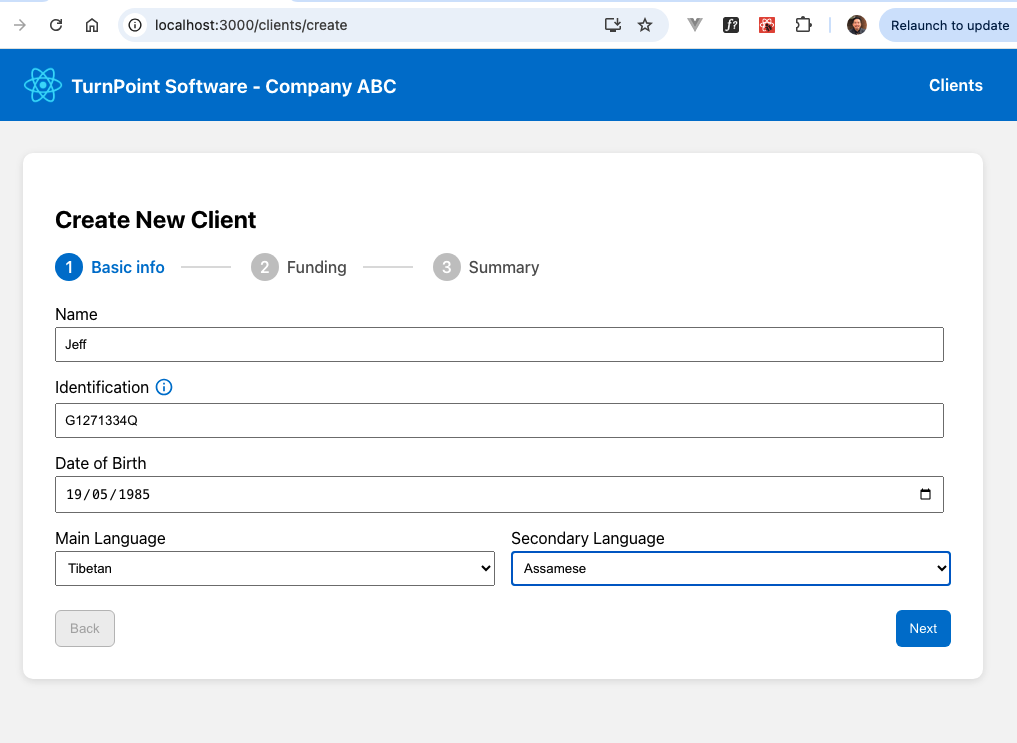 localhost:3000/clients/create
Relaunch to update
TurnPoint Software - Company ABC
Clients
Create New Client
1 Basic info 2 Funding 3 Summary
Name
Jeff
Identification
G1271334Q
Date of Birth
19/05/1985
Main Language Secondary Language
Tibetan Assamese
Back Next